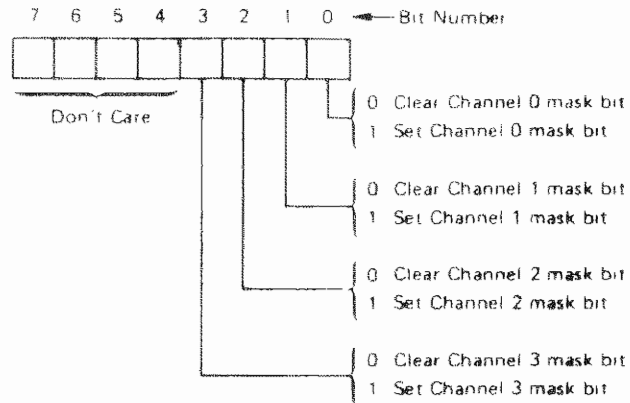 7 6 5 4 3 2 1 0 Bit Number
Don't Care
0 Clear Channel 0 mask bit
1 Set Channel 0 mask bit
0 Clear Channel 1 mask bit
1 Set Channel 1 mask bit
0 Clear Channel 2 mask bit
1 Set Channel 2 mask bit
0 Clear Channel 3 mask bit
1 Set Channel 3 mask bit